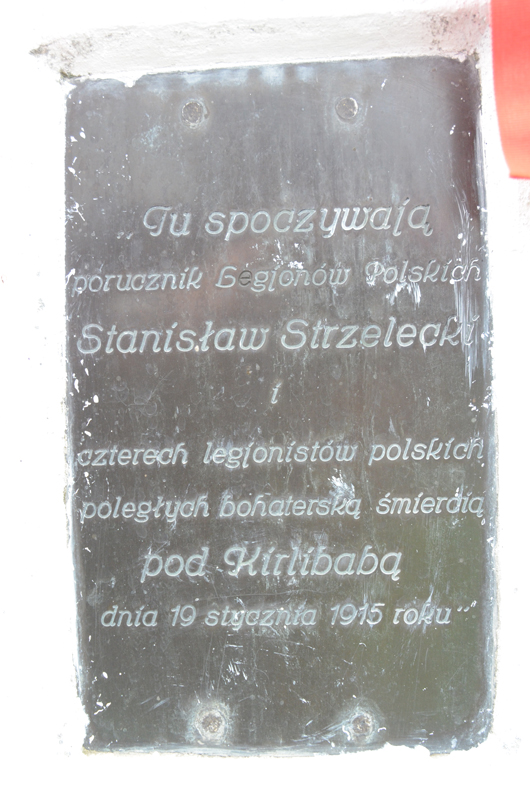 Tu spoczywają
porucznik Legjonów Polskich
Stanisław Strzelecki
i
czterech legjonistów polskich
poległych bohaterską śmiercią
pod Kirlibabą
dnia 19 stycznia 1915 roku